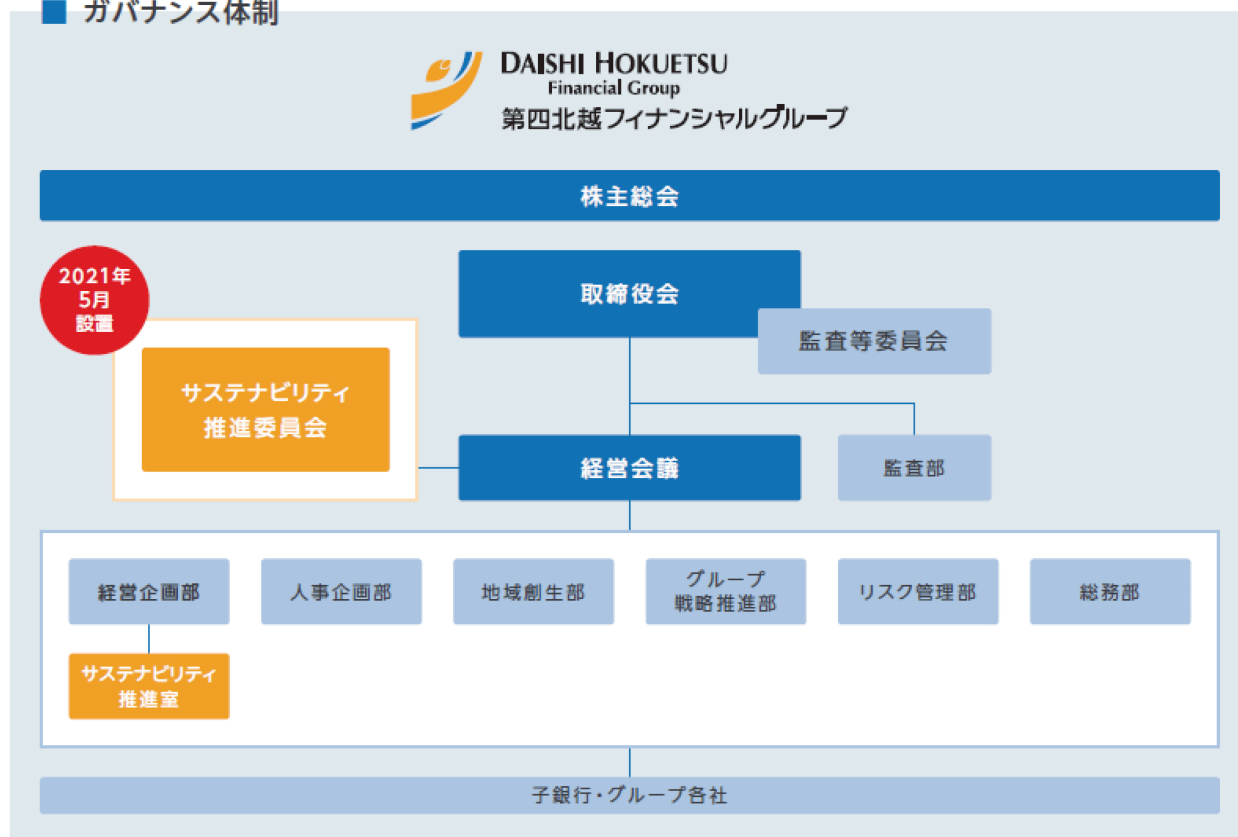 ガバナンス体制
DAISHI HOKUETSU
Financial Group
第四北越フィナンシャルグループ
株主総会
2021年
5月
設置
取締役会
監査等委員会
サステナビリティ
推進委員会
経営会議
監査部
経営企画部
人事企画部
地域創生部
グループ
戦略推進部
リスク管理部
総務部
サステナビリティ
推進室
子銀行・グループ各社